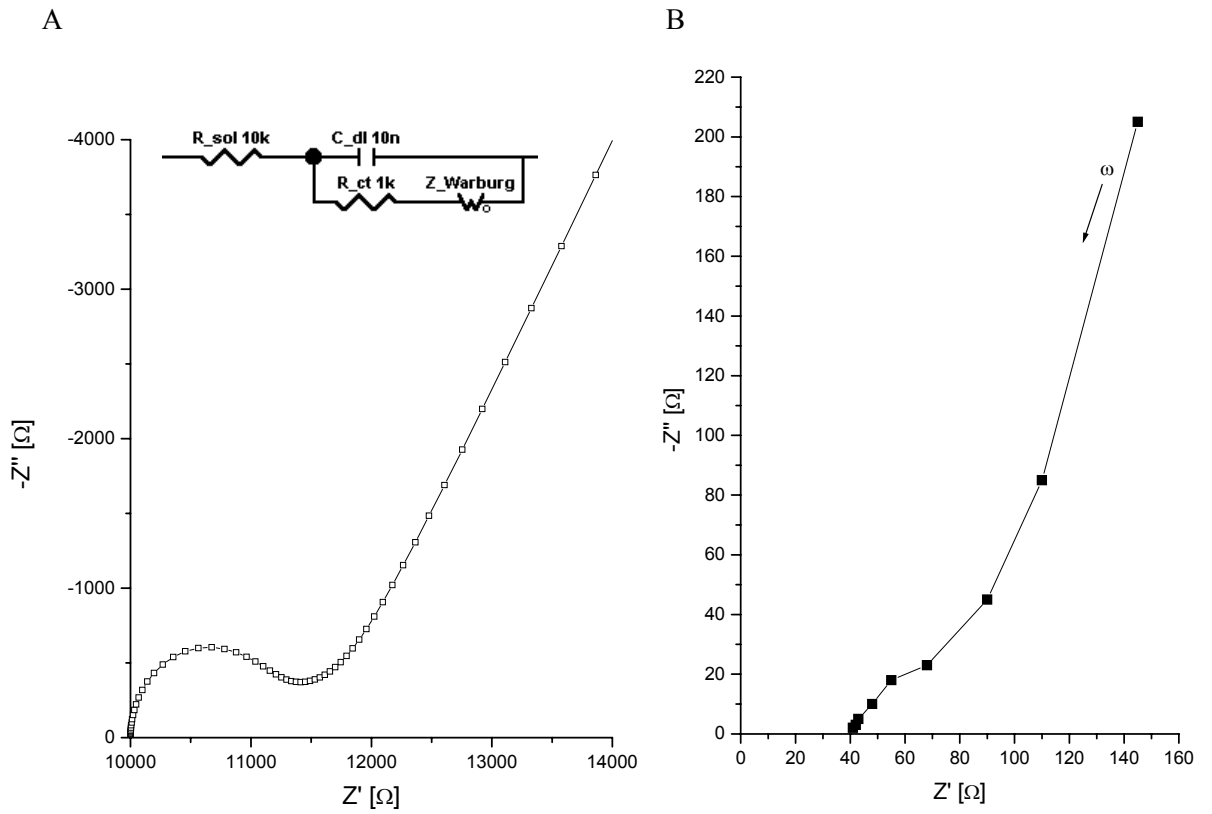 A
R_sol 10k
C_dl 10n
R_ct 1k
Z_Warburg
-4000
-3000
-2000
-1000
0
-Z'' [Ω]
10000
11000
12000
13000
14000
Z' [Ω]
B
220
200
180
160
140
120
100
80
60
40
20
0
-Z'' [Ω]
ω
0
20
40
60
80
100
120
140
160
Z' [Ω]